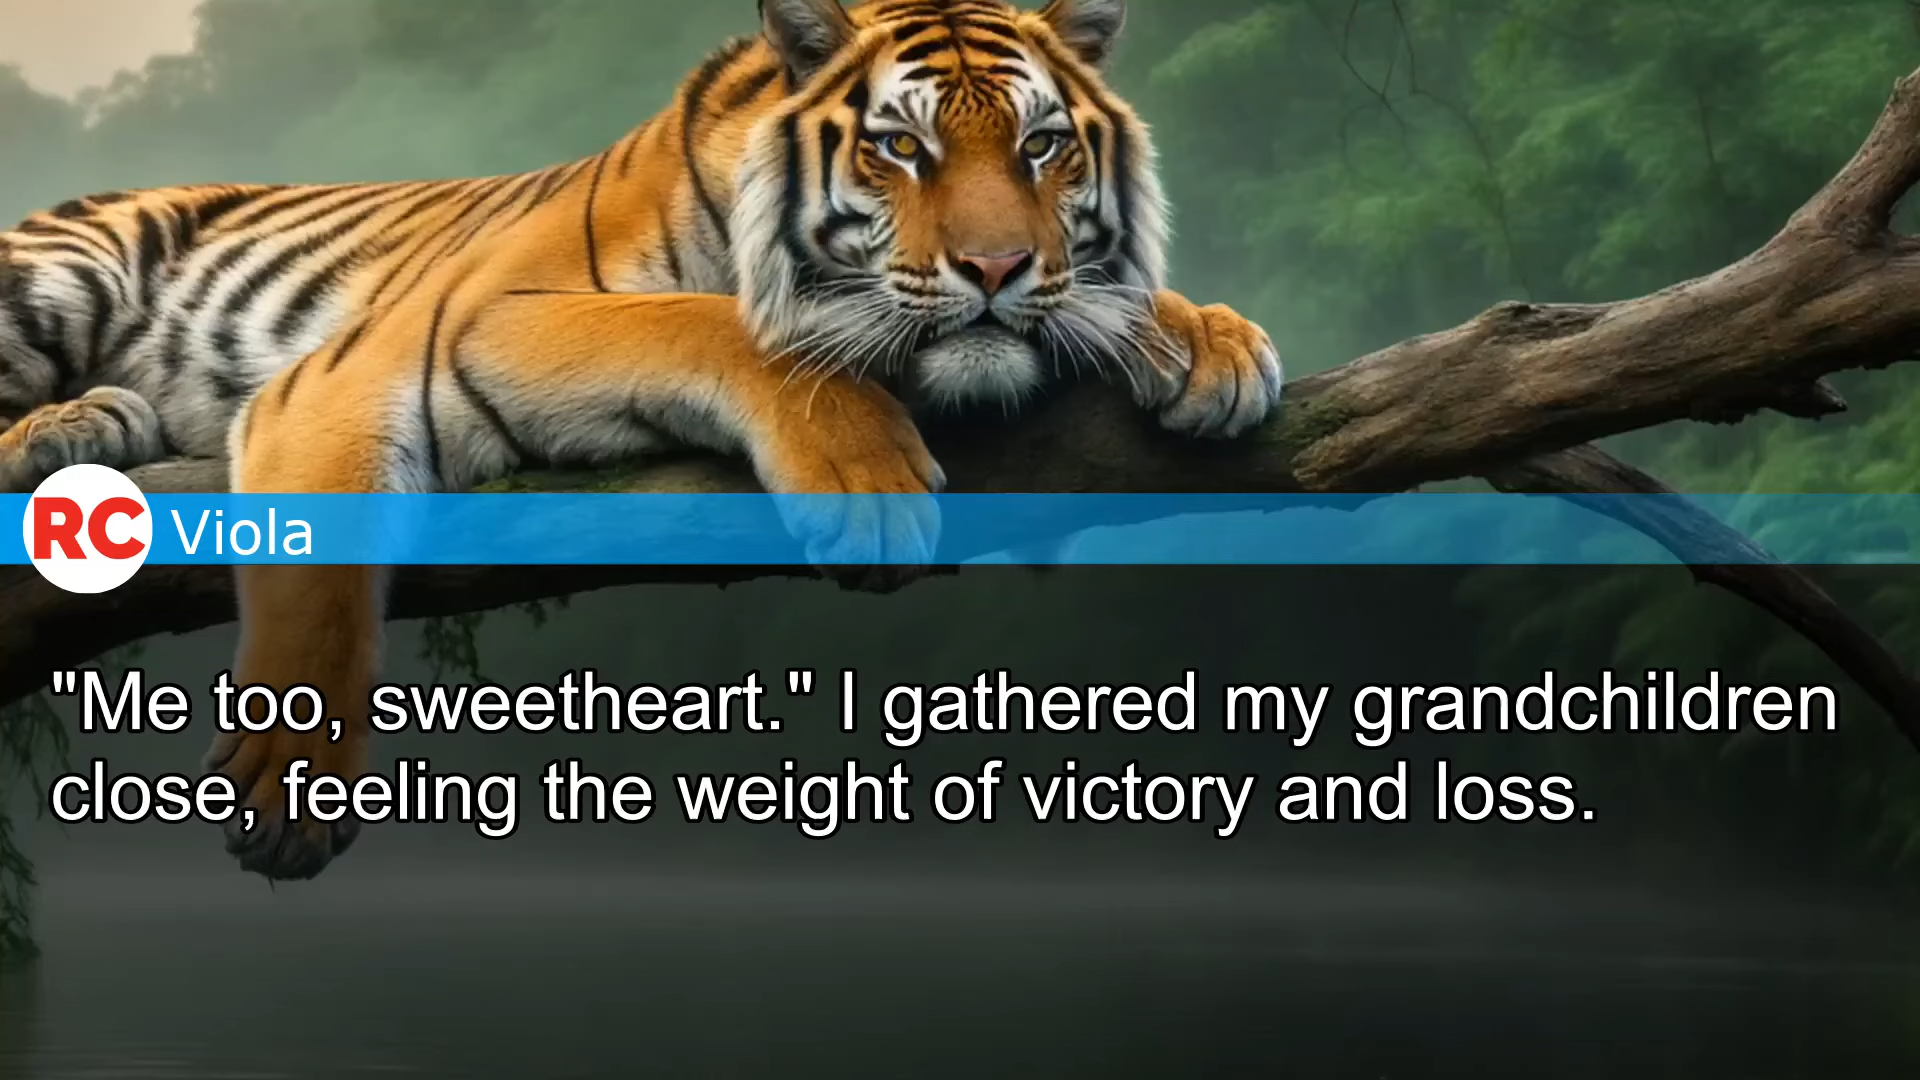 RC Viola
"Me too, sweetheart." I gathered my grandchildren
close, feeling the weight of victory and loss.